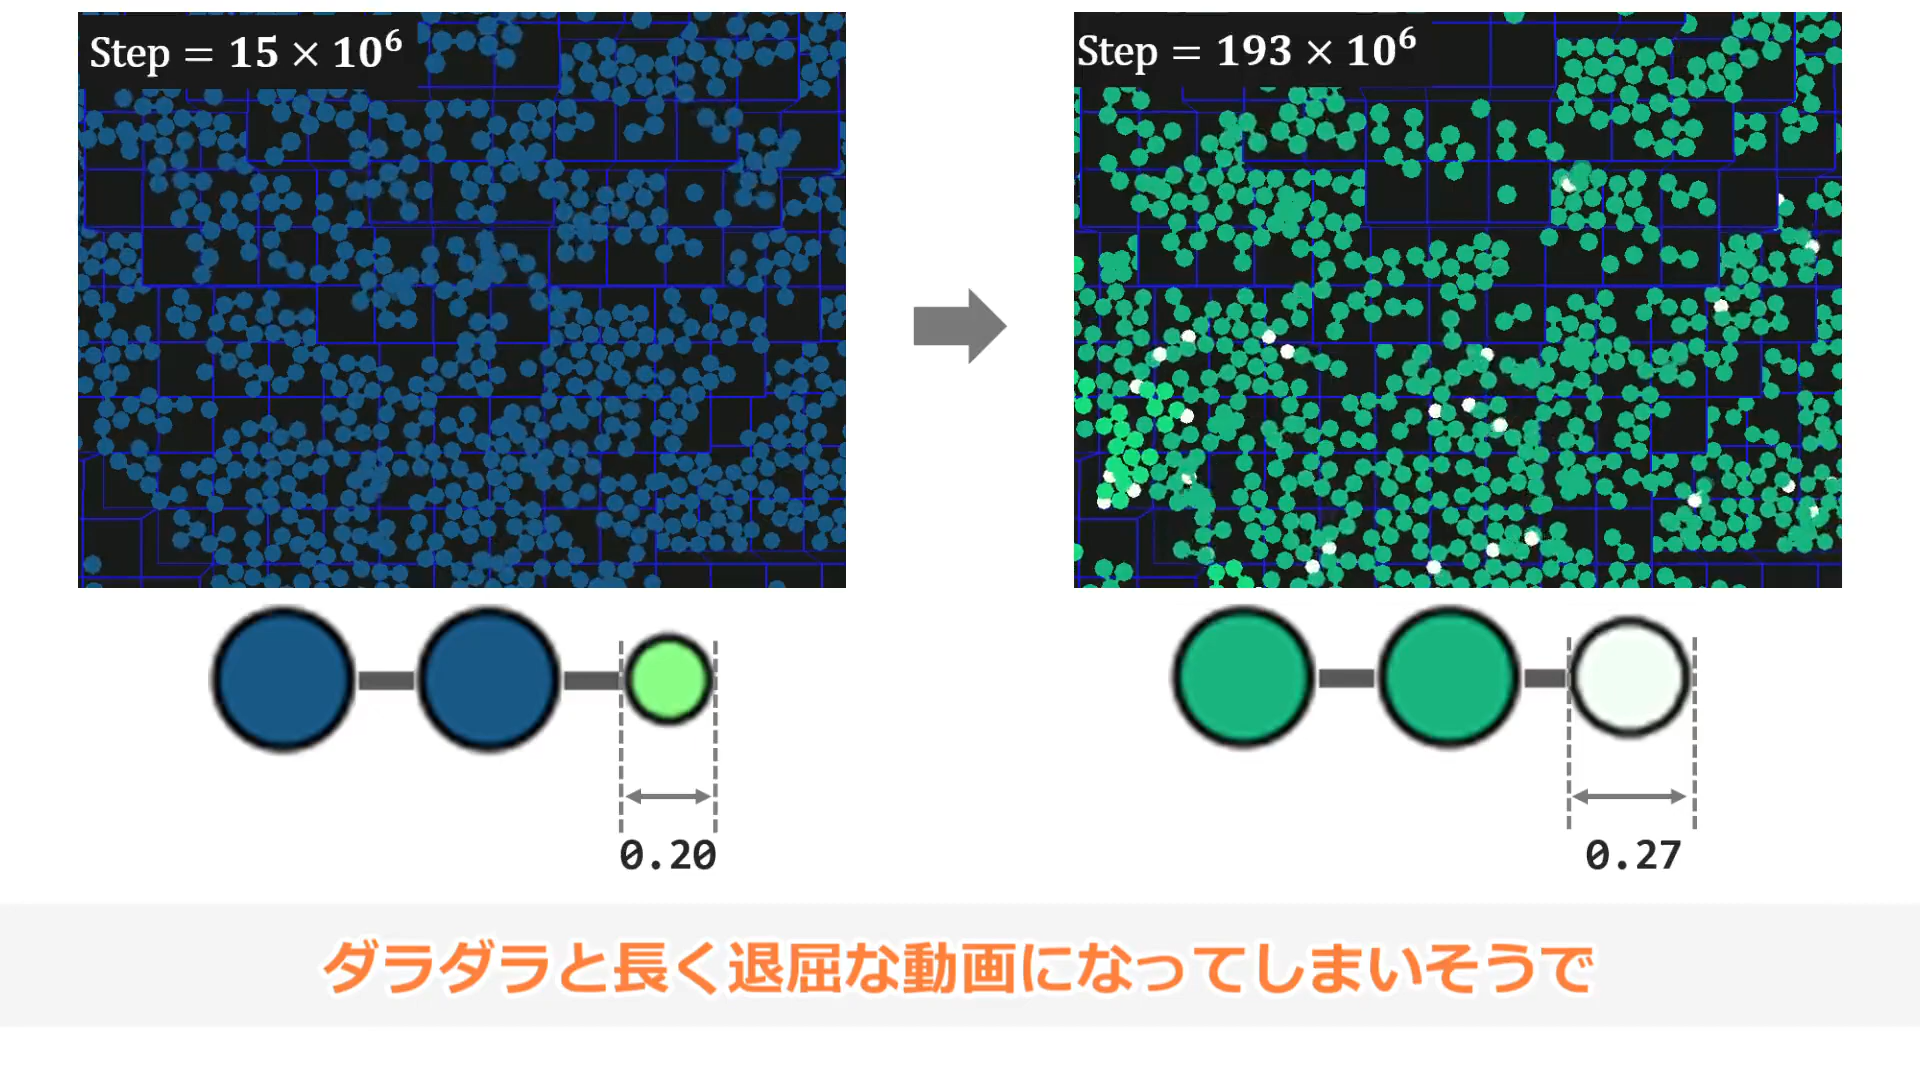 Step = 15 × 10⁶
Step = 193 × 10⁶
0.20
0.27
ダラダラと長く退屈な動画になってしまいそうで